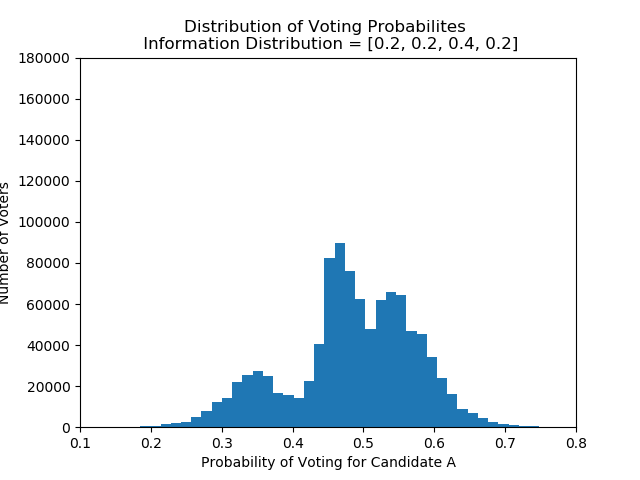 Distribution of Voting Probabilites
Information Distribution = [0.2, 0.2, 0.4, 0.2]
180000
160000
140000
120000
100000
80000
60000
40000
20000
0
Number of Voters
0.1 0.2 0.3 0.4 0.5 0.6 0.7 0.8
Probability of Voting for Candidate A